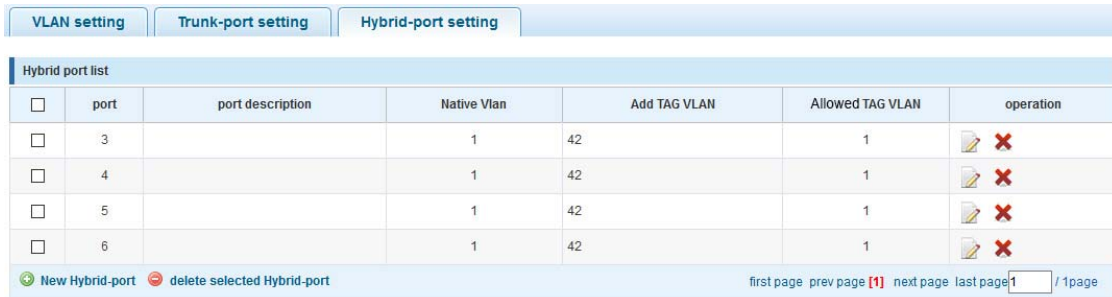 VLAN setting Trunk-port setting Hybrid-port setting
Hybrid port list
port port description Native Vlan Add TAG VLAN Allowed TAG VLAN operation
3 1 42 1
4 1 42 1
5 1 42 1
6 1 42 1
New Hybrid-port delete selected Hybrid-port first page prev page [1] next page last page 1 / 1page